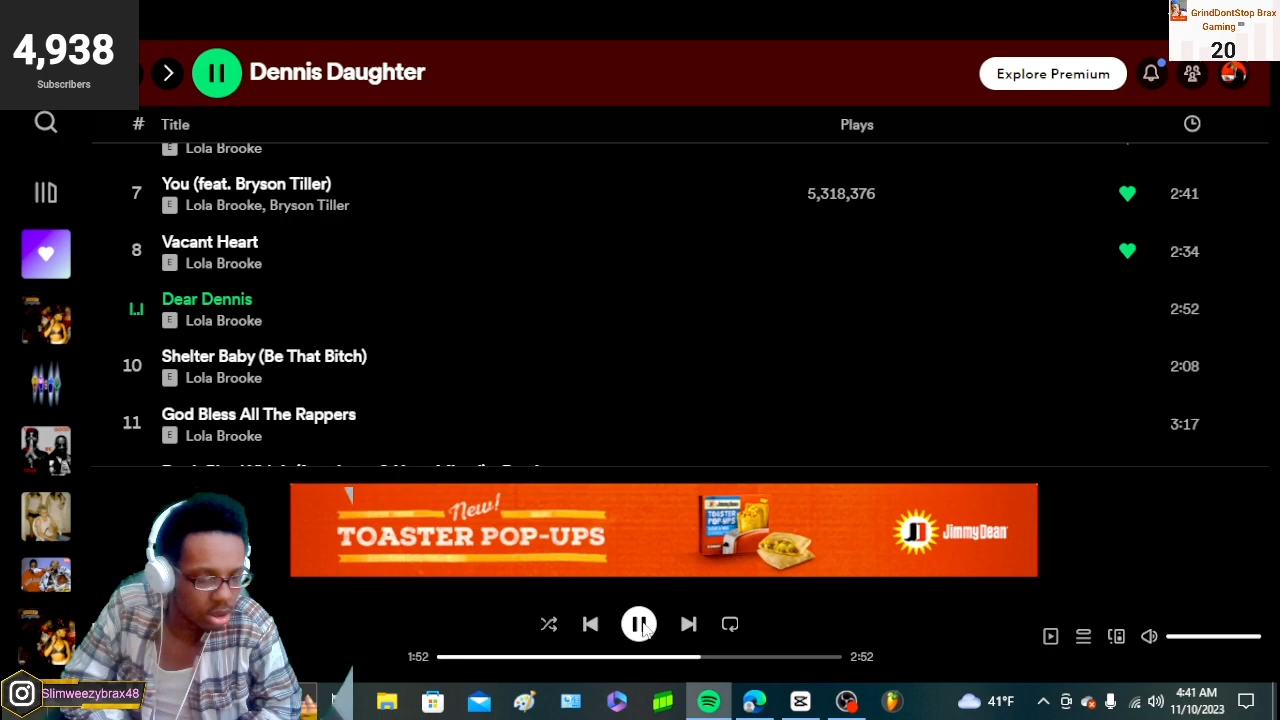 4,938
Subscribers
GrindDontStop Brax
Gaming
20
Dennis Daughter
Explore Premium
# Title Plays
E Lola Brooke
7 You (feat. Bryson Tiller) 5,318,376 2:41
E Lola Brooke, Bryson Tiller
8 Vacant Heart 2:34
E Lola Brooke
Dear Dennis 2:52
E Lola Brooke
10 Shelter Baby (Be That Bitch) 2:08
E Lola Brooke
11 God Bless All The Rappers 3:17
E Lola Brooke
New!
TOASTER POP-UPS
Jimmy Dean
1:52 2:52
Slimweezybrax48
41°F
4:41 AM
11/10/2023